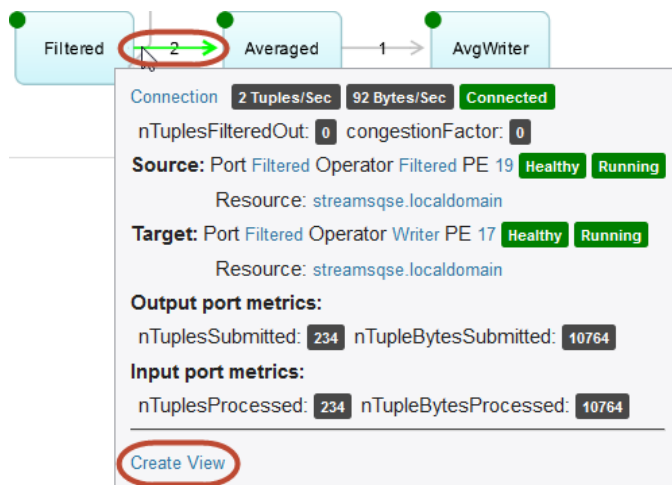 Filtered 2 Averaged 1 AvgWriter
Connection 2 Tuples/Sec 92 Bytes/Sec Connected
nTuplesFilteredOut: 0 congestionFactor: 0
Source: Port Filtered Operator Filtered PE 19 Healthy Running
Resource: streamsqse.localdomain
Target: Port Filtered Operator Writer PE 17 Healthy Running
Resource: streamsqse.localdomain
Output port metrics:
nTuplesSubmitted: 234 nTupleBytesSubmitted: 10764
Input port metrics:
nTuplesProcessed: 234 nTupleBytesProcessed: 10764
Create View